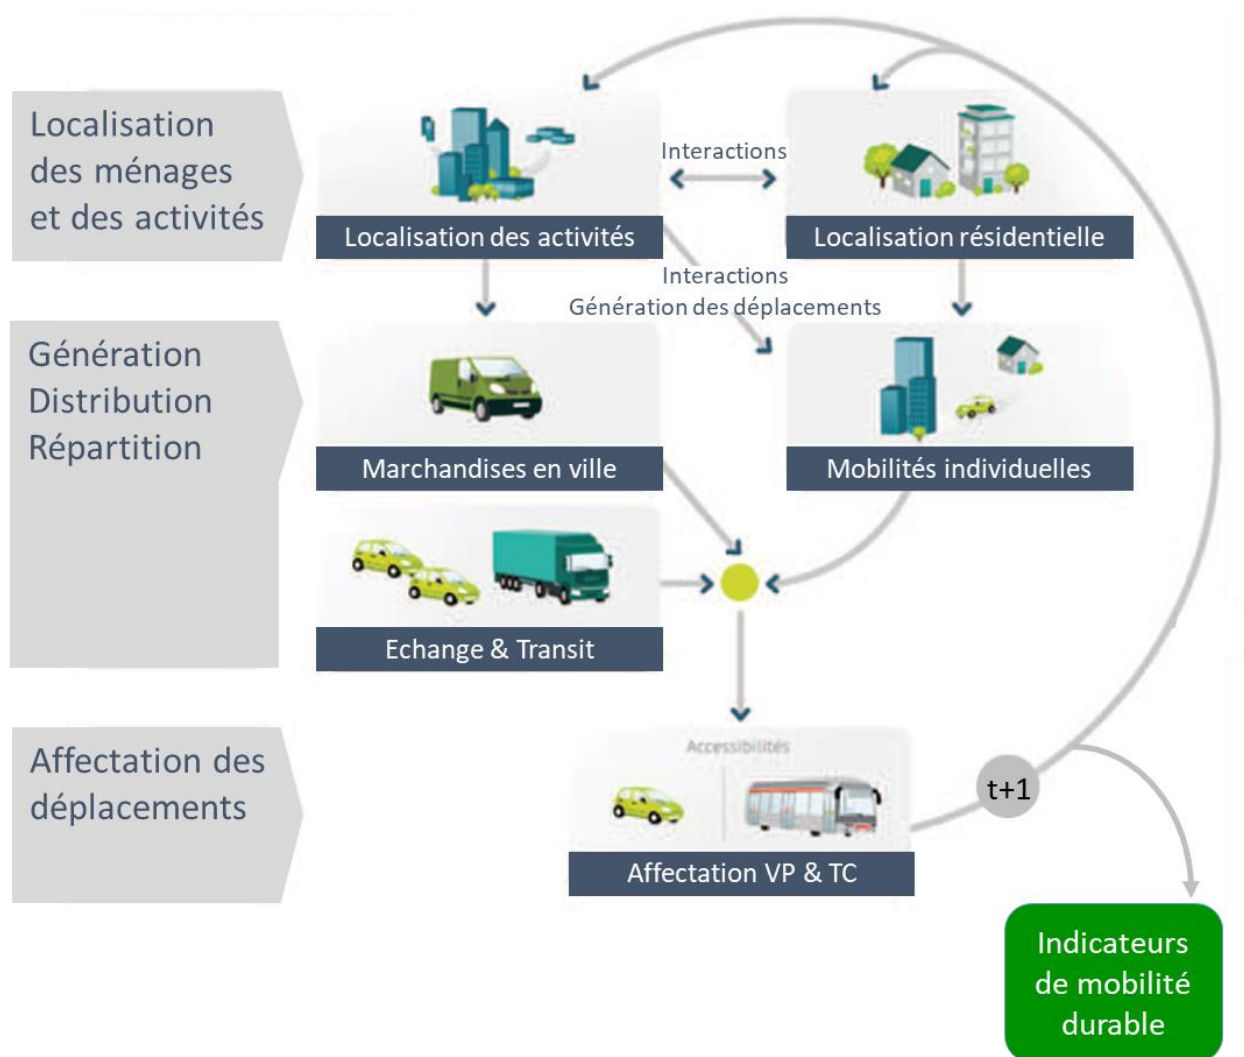 Localisation
des ménages
et des activités
Interactions
Localisation des activités
Localisation résidentielle
Interactions
Génération des déplacements
Génération
Distribution
Répartition
Marchandises en ville
Mobilités individuelles
Echange & Transit
Affectation des
déplacements
Accessibilités
t+1
Affectation VP & TC
Indicateurs
de mobilité
durable